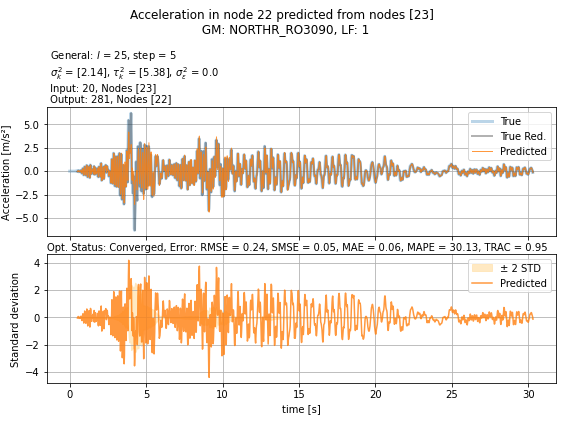 Acceleration in node 22 predicted from nodes [23]
GM: NORTHR_RO3090, LF: 1
General: l = 25, step = 5
σ²ₖ = [2.14], τ²ₖ = [5.38], σ²ε = 0.0
Input: 20, Nodes [23]
Output: 281, Nodes [22]
True
True Red.
Predicted
Acceleration [m/s²]
5.0
2.5
0.0
−2.5
−5.0
Opt. Status: Converged, Error: RMSE = 0.24, SMSE = 0.05, MAE = 0.06, MAPE = 30.13, TRAC = 0.95
± 2 STD
Predicted
Standard deviation
4
2
0
−2
−4
0 5 10 15 20 25 30
time [s]